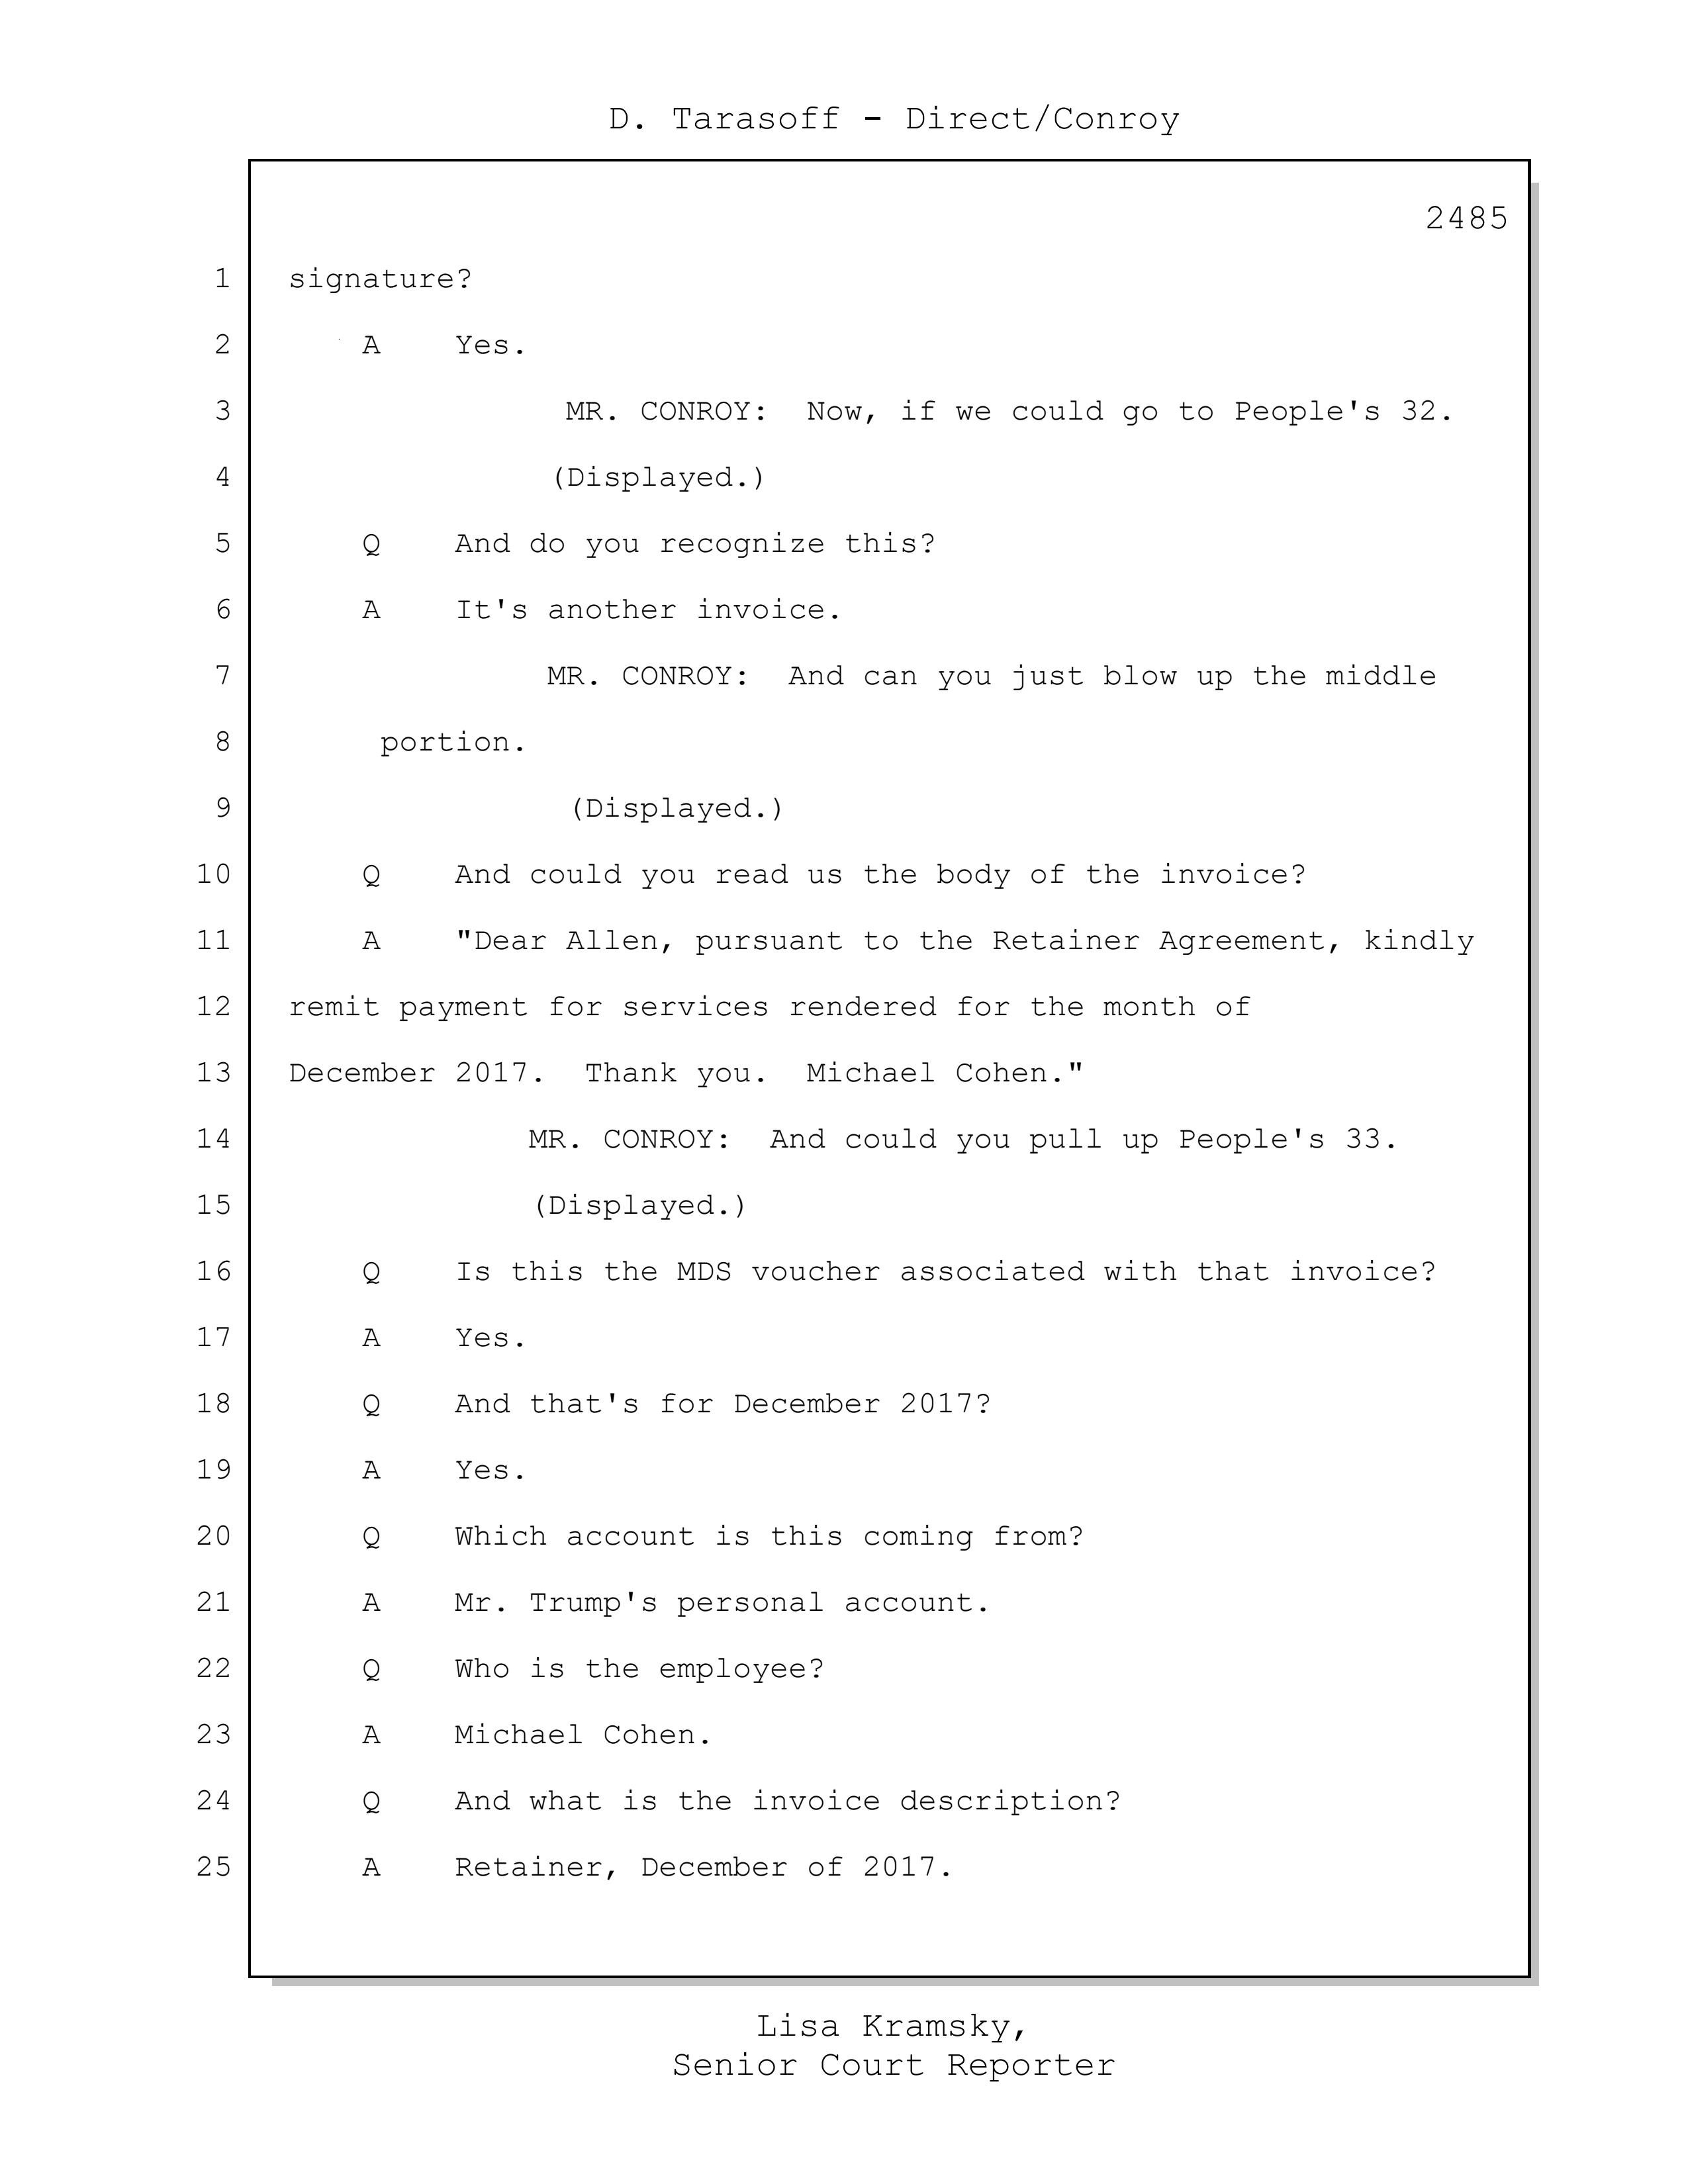 D. Tarasoff - Direct/Conroy
2485
1 signature?
2 A Yes.
3 MR. CONROY: Now, if we could go to People's 32.
4 (Displayed.)
5 Q And do you recognize this?
6 A It's another invoice.
7 MR. CONROY: And can you just blow up the middle
8 portion.
9 (Displayed.)
10 Q And could you read us the body of the invoice?
11 A "Dear Allen, pursuant to the Retainer Agreement, kindly
12 remit payment for services rendered for the month of
13 December 2017. Thank you. Michael Cohen."
14 MR. CONROY: And could you pull up People's 33.
15 (Displayed.)
16 Q Is this the MDS voucher associated with that invoice?
17 A Yes.
18 Q And that's for December 2017?
19 A Yes.
20 Q Which account is this coming from?
21 A Mr. Trump's personal account.
22 Q Who is the employee?
23 A Michael Cohen.
24 Q And what is the invoice description?
25 A Retainer, December of 2017.
Lisa Kramsky,
Senior Court Reporter